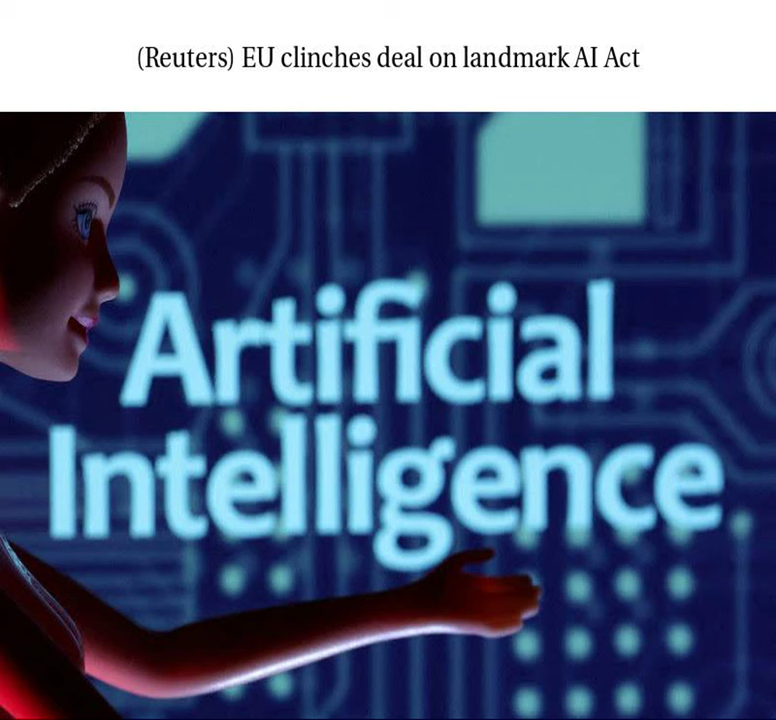 (Reuters) EU clinches deal on landmark AI Act
Artificial
Intelligence